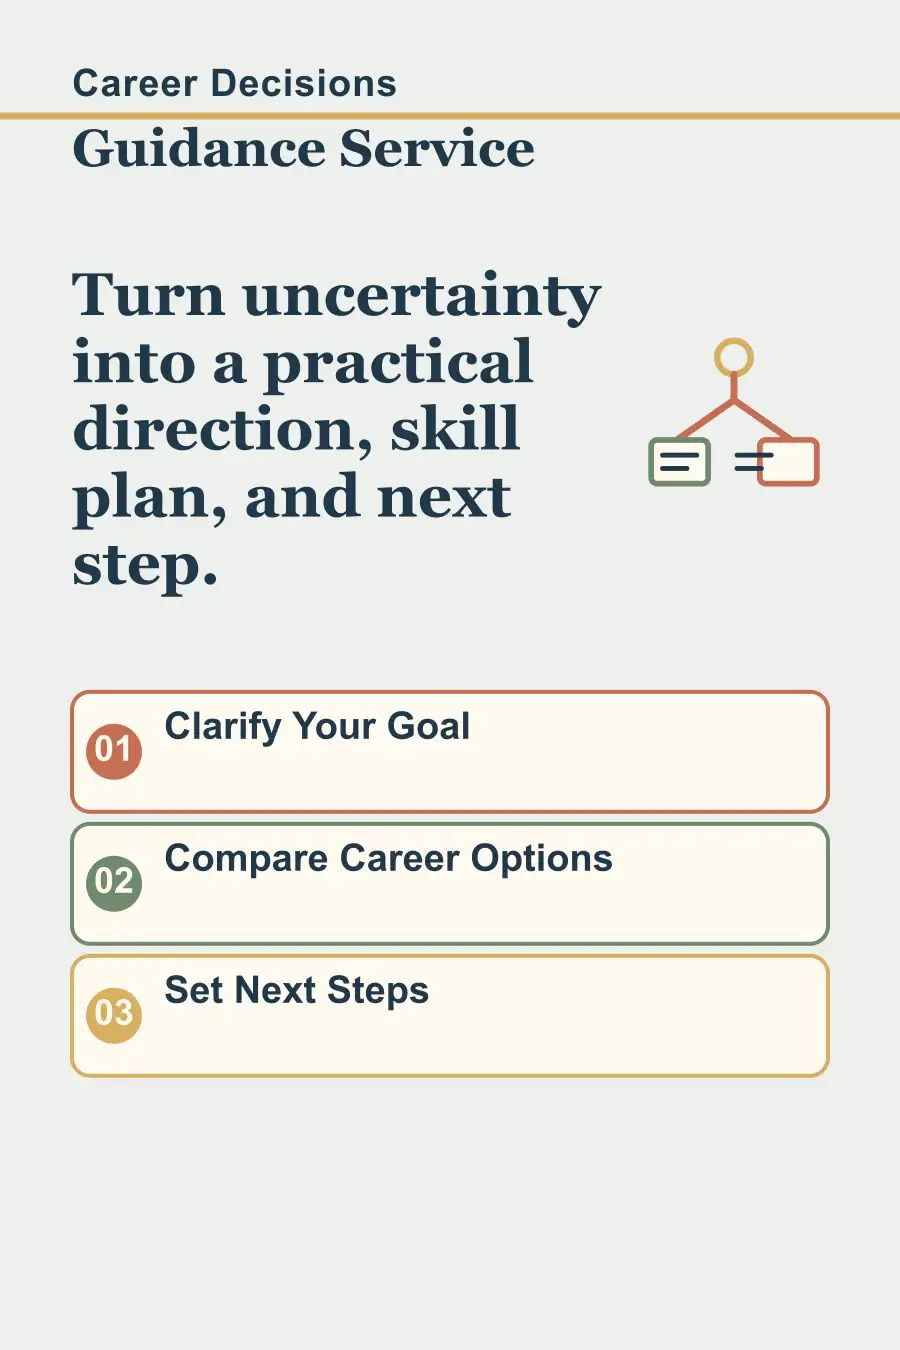 Career Decisions
Guidance Service
Turn uncertainty
into a practical
direction, skill
plan, and next
step.
01
Clarify Your Goal
02
Compare Career Options
03
Set Next Steps